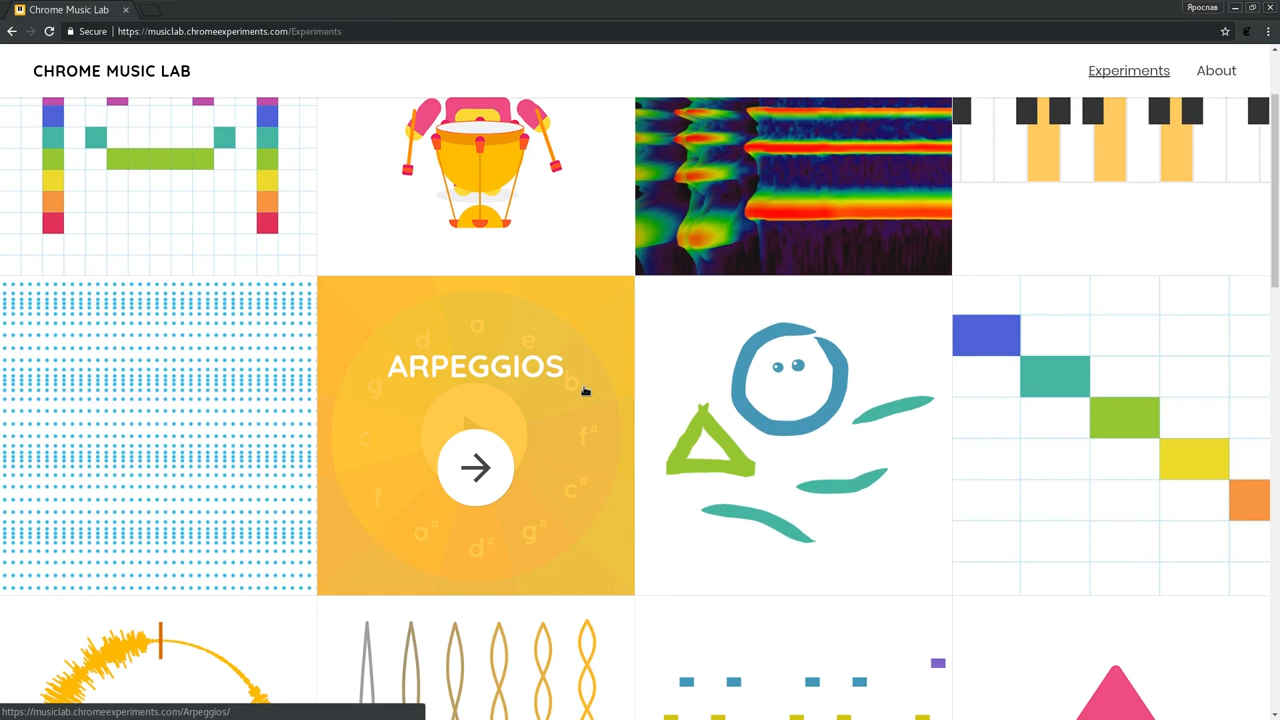 Chrome Music Lab
Ярослав
Secure
https://musiclab.chromeexperiments.com/Experiments
CHROME MUSIC LAB
Experiments
About
ARPEGGIOS
a
e
b
f#
c#
g#
d#
a#
f
c
g
d
https://musiclab.chromeexperiments.com/Arpeggios/